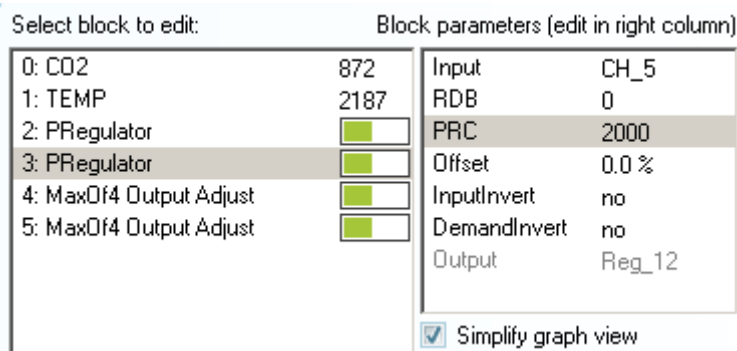 Select block to edit:
Block parameters (edit in right column)
0: CO2 872
1: TEMP 2187
2: PRegulator
3: PRegulator
4: MaxOf4 Output Adjust
5: MaxOf4 Output Adjust
Input CH_5
RDB 0
PRC 2000
Offset 0.0 %
InputInvert no
DemandInvert no
Output Reg_12
Simplify graph view